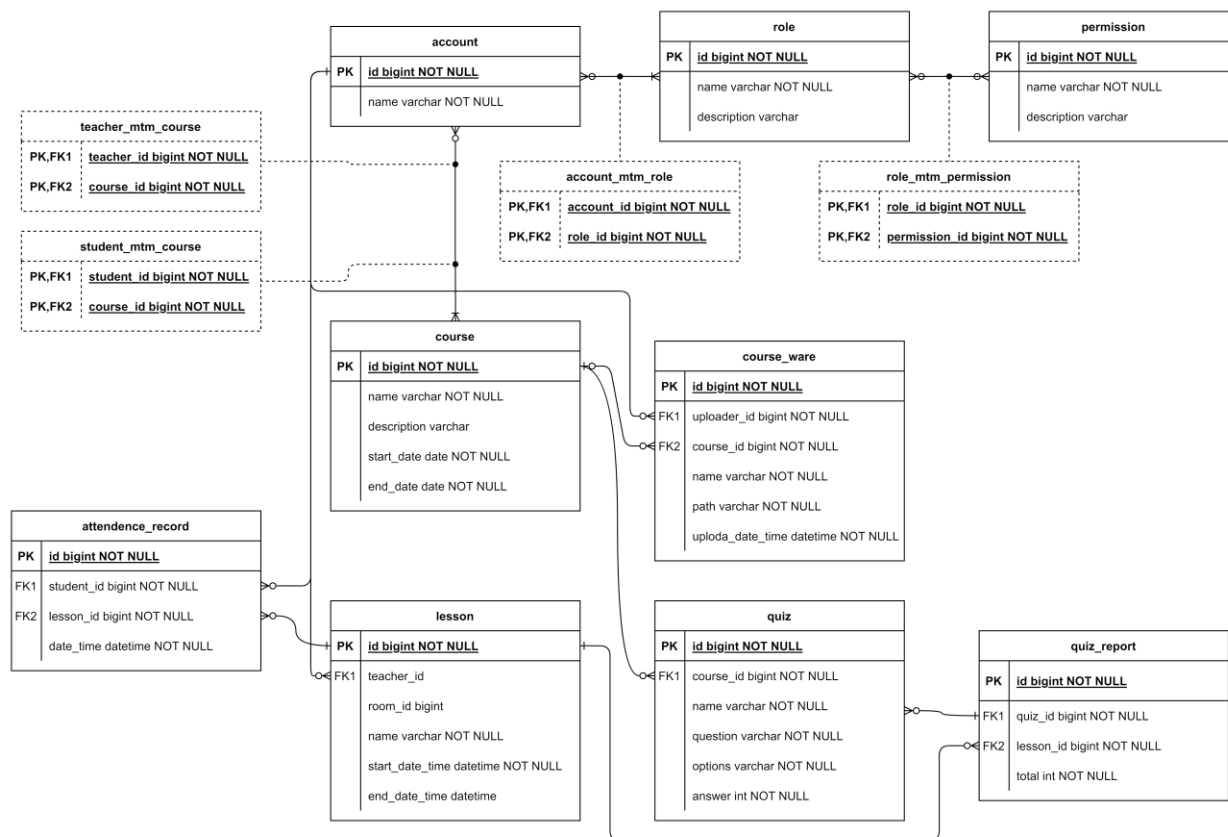 account
PK id bigint NOT NULL
name varchar NOT NULL
role
PK id bigint NOT NULL
name varchar NOT NULL
description varchar
permission
PK id bigint NOT NULL
name varchar NOT NULL
description varchar
teacher_mtm_course
PK,FK1 teacher_id bigint NOT NULL
PK,FK2 course_id bigint NOT NULL
account_mtm_role
PK,FK1 account_id bigint NOT NULL
PK,FK2 role_id bigint NOT NULL
role_mtm_permission
PK,FK1 role_id bigint NOT NULL
PK,FK2 permission_id bigint NOT NULL
student_mtm_course
PK,FK1 student_id bigint NOT NULL
PK,FK2 course_id bigint NOT NULL
course
PK id bigint NOT NULL
name varchar NOT NULL
description varchar
start_date date NOT NULL
end_date date NOT NULL
course_ware
PK id bigint NOT NULL
FK1 uploader_id bigint NOT NULL
FK2 course_id bigint NOT NULL
name varchar NOT NULL
path varchar NOT NULL
uploda_date_time datetime NOT NULL
attendence_record
PK id bigint NOT NULL
FK1 student_id bigint NOT NULL
FK2 lesson_id bigint NOT NULL
date_time datetime NOT NULL
lesson
PK id bigint NOT NULL
FK1 teacher_id
room_id bigint
name varchar NOT NULL
start_date_time datetime NOT NULL
end_date_time datetime
quiz
PK id bigint NOT NULL
FK1 course_id bigint NOT NULL
name varchar NOT NULL
question varchar NOT NULL
options varchar NOT NULL
answer int NOT NULL
quiz_report
PK id bigint NOT NULL
FK1 quiz_id bigint NOT NULL
FK2 lesson_id bigint NOT NULL
total int NOT NULL